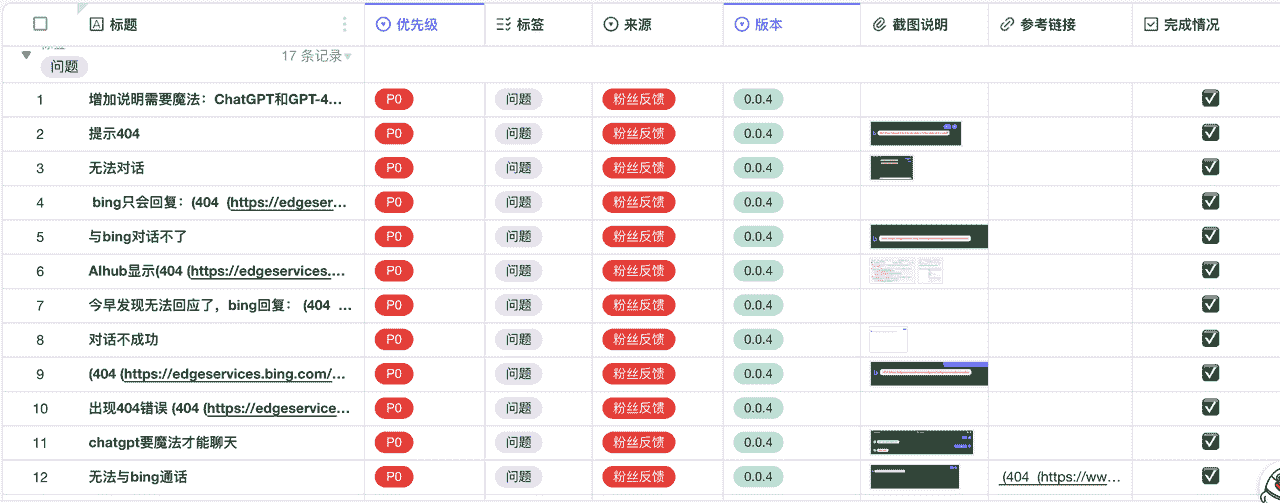 标题 优先级 标签 来源 版本 截图说明 参考链接 完成情况
17 条记录
问题
1 增加说明需要魔法：ChatGPT和GPT-4... P0 问题 粉丝反馈 0.0.4
2 提示404 P0 问题 粉丝反馈 0.0.4
3 无法对话 P0 问题 粉丝反馈 0.0.4
4 bing只会回复：(404 (https://edgeser... P0 问题 粉丝反馈 0.0.4
5 与bing对话不了 P0 问题 粉丝反馈 0.0.4
6 AIhub显示(404 (https://edgeservices.... P0 问题 粉丝反馈 0.0.4
7 今早发现无法回应了，bing回复： (404 ... P0 问题 粉丝反馈 0.0.4
8 对话不成功 P0 问题 粉丝反馈 0.0.4
9 (404 (https://edgeservices.bing.com/... P0 问题 粉丝反馈 0.0.4
10 出现404错误 (404 (https://edgeservice... P0 问题 粉丝反馈 0.0.4
11 chatgpt要魔法才能聊天 P0 问题 粉丝反馈 0.0.4
12 无法与bing通话 P0 问题 粉丝反馈 0.0.4 (404 (https://ww...